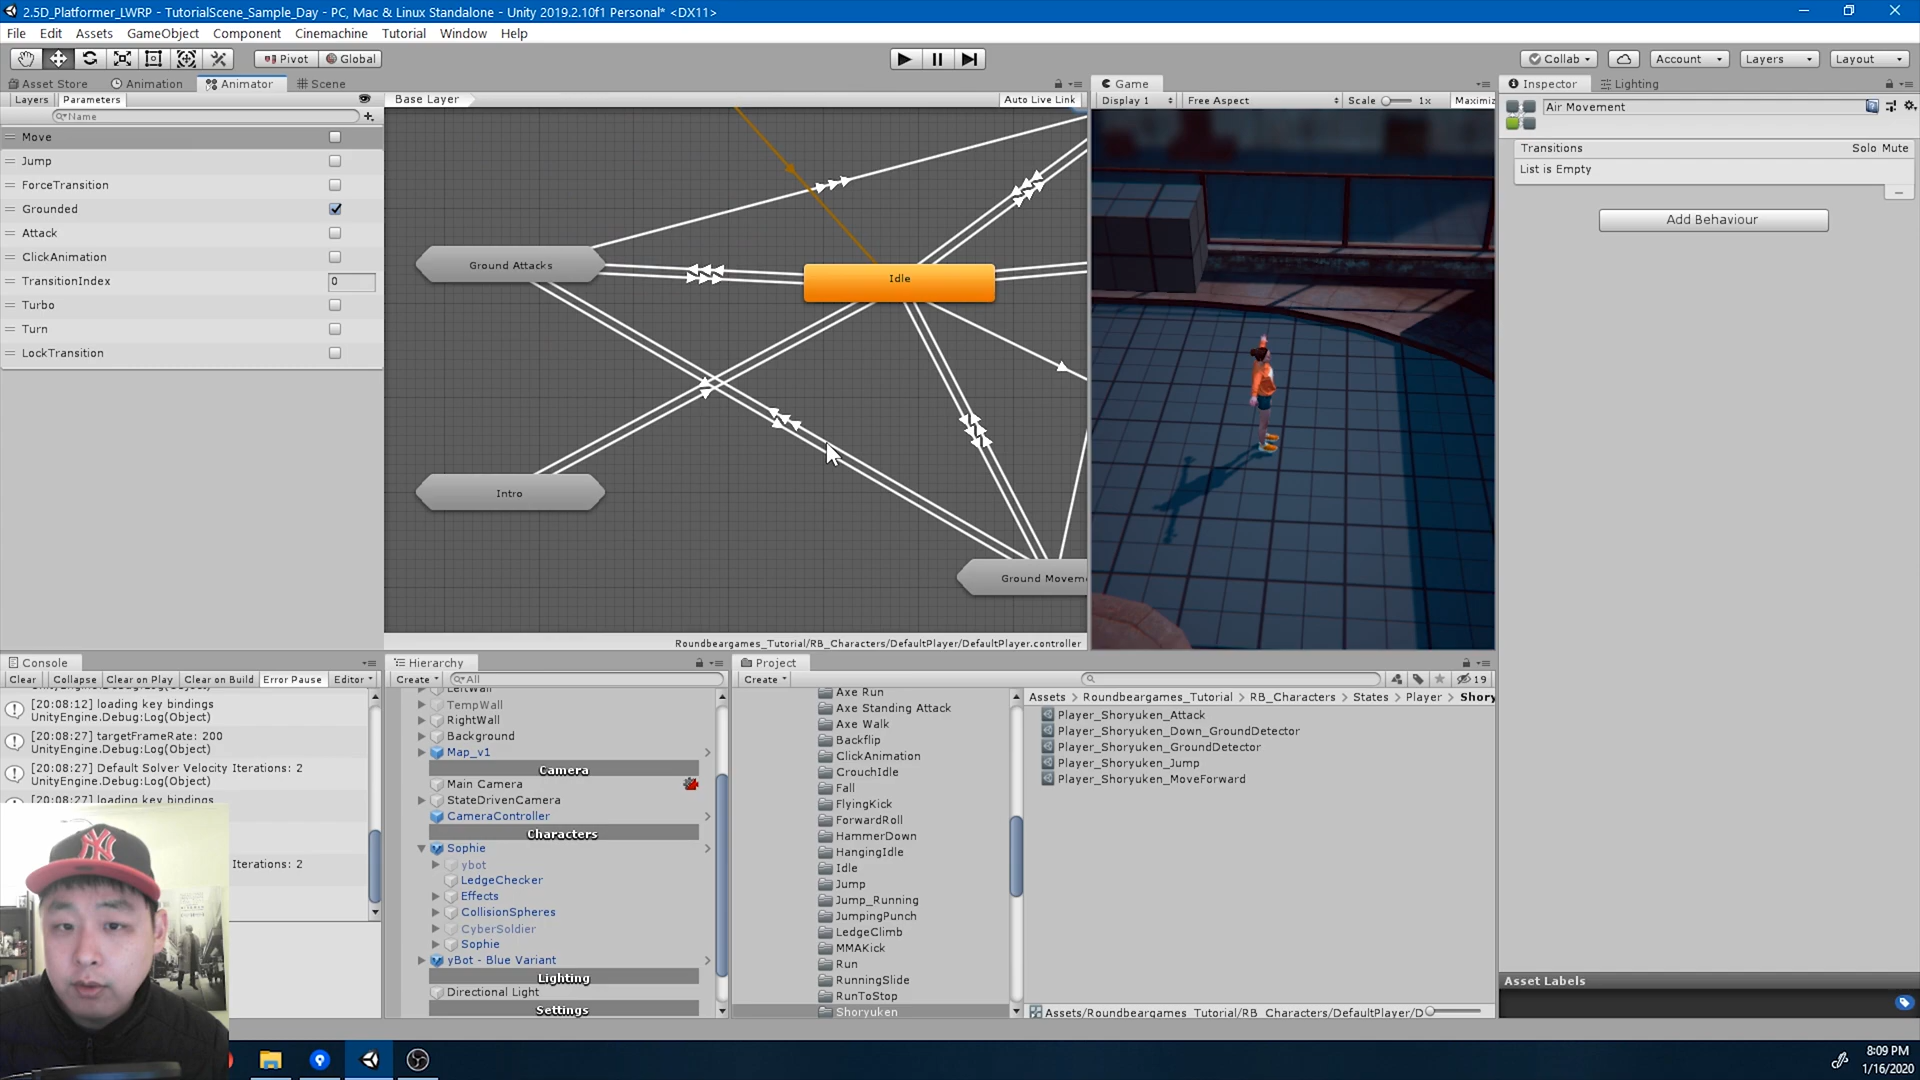 2.5D_Platformer_LWRP - TutorialScene_Sample_Day - PC, Mac & Linux Standalone - Unity 2019.2.10f1 Personal* <DX11>
File Edit Assets GameObject Component Cinemachine Tutorial Window Help
Pivot Global Collab Account Layers Layout
Asset Store Animation Animator Scene
Layers Parameters
Name
Move
Jump
ForceTransition
Grounded
Attack
ClickAnimation
TransitionIndex 0
Turbo
Turn
LockTransition
Base Layer Auto Live Link
Ground Attacks
Idle
Intro
Ground Movem
Roundbeargames_Tutorial/RB_Characters/DefaultPlayer/DefaultPlayer.controller
Game
Display 1 Free Aspect Scale 1x Maximiz
Inspector Lighting
Air Movement
Transitions Solo Mute
List is Empty
Add Behaviour
Asset Labels
Console
Clear Collapse Clear on Play Clear on Build Error Pause Editor
[20:08:12] loading key bindings
UnityEngine.Debug:Log(Object)
[20:08:27] targetFrameRate: 200
UnityEngine.Debug:Log(Object)
[20:08:27] Default Solver Velocity Iterations: 2
UnityEngine.Debug:Log(Object)
[20:08:27] loading key bindings
Iterations: 2
Hierarchy
Create All
LeftWall
TempWall
RightWall
Background
Map_v1
Camera
Main Camera
StateDrivenCamera
CameraController
Characters
Sophie
ybot
LedgeChecker
Effects
CollisionSpheres
CyberSoldier
Sophie
yBot - Blue Variant
Lighting
Directional Light
Settings
Project
Create 19
Axe Run
Axe Standing Attack
Axe Walk
Backflip
ClickAnimation
CrouchIdle
Fall
FlyingKick
ForwardRoll
HammerDown
HangingIdle
Idle
Jump
Jump_Running
JumpingPunch
LedgeClimb
MMAKick
Run
RunningSlide
RunToStop
Shoryuken
Assets > Roundbeargames_Tutorial > RB_Characters > States > Player > Shory
Player_Shoryuken_Attack
Player_Shoryuken_Down_GroundDetector
Player_Shoryuken_GroundDetector
Player_Shoryuken_Jump
Player_Shoryuken_MoveForward
Assets/Roundbeargames_Tutorial/RB_Characters/DefaultPlayer/D
8:09 PM
1/16/2020